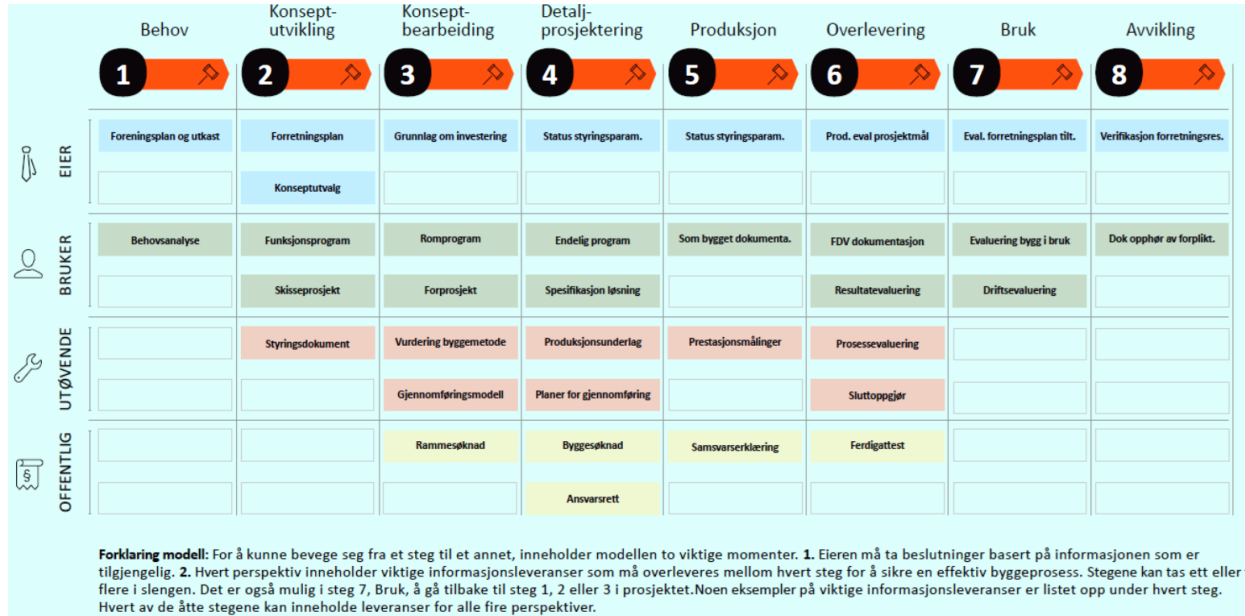 Behov
Konsept-
utvikling
Konsept-
bearbeiding
Detalj-
prosjektering
Produksjon
Overlevering
Bruk
Avvikling
1
2
3
4
5
6
7
8
EIER
Foreningsplan og utkast
Forretningsplan
Grunnlag om investering
Status styringsparam.
Status styringsparam.
Prod. eval prosjektmål
Eval. forretningsplan tilt.
Verifikasjon forretningsres.
Konseptutvalg
BRUKER
Behovsanalyse
Funksjonsprogram
Romprogram
Endelig program
Som bygget dokumenta.
FDV dokumentasjon
Evaluering bygg i bruk
Dok opphør av forplikt.
Skisseprosjekt
Forprosjekt
Spesifikasjon løsning
Resultatevaluering
Driftsevaluering
UTØVENDE
Styringsdokument
Vurdering byggemetode
Produksjonsunderlag
Prestasjonsmålinger
Prosessevaluering
Gjennomføringsmodell
Planer for gjennomføring
Sluttoppgjør
§
OFFENTLIG
Rammesøknad
Byggesøknad
Samsvarserklæring
Ferdigattest
Ansvarsrett
Forklaring modell: For å kunne bevege seg fra et steg til et annet, inneholder modellen to viktige momenter. 1. Eieren må ta beslutninger basert på informasjonen som er
tilgjengelig. 2. Hvert perspektiv inneholder viktige informasjonsleveranser som må overleveres mellom hvert steg for å sikre en effektiv byggeprosess. Stegene kan tas ett eller
flere i slengen. Det er også mulig i steg 7, Bruk, å gå tilbake til steg 1, 2 eller 3 i prosjektet.Noen eksempler på viktige informasjonsleveranser er listet opp under hvert steg.
Hvert av de åtte stegene kan inneholde leveranser for alle fire perspektiver.